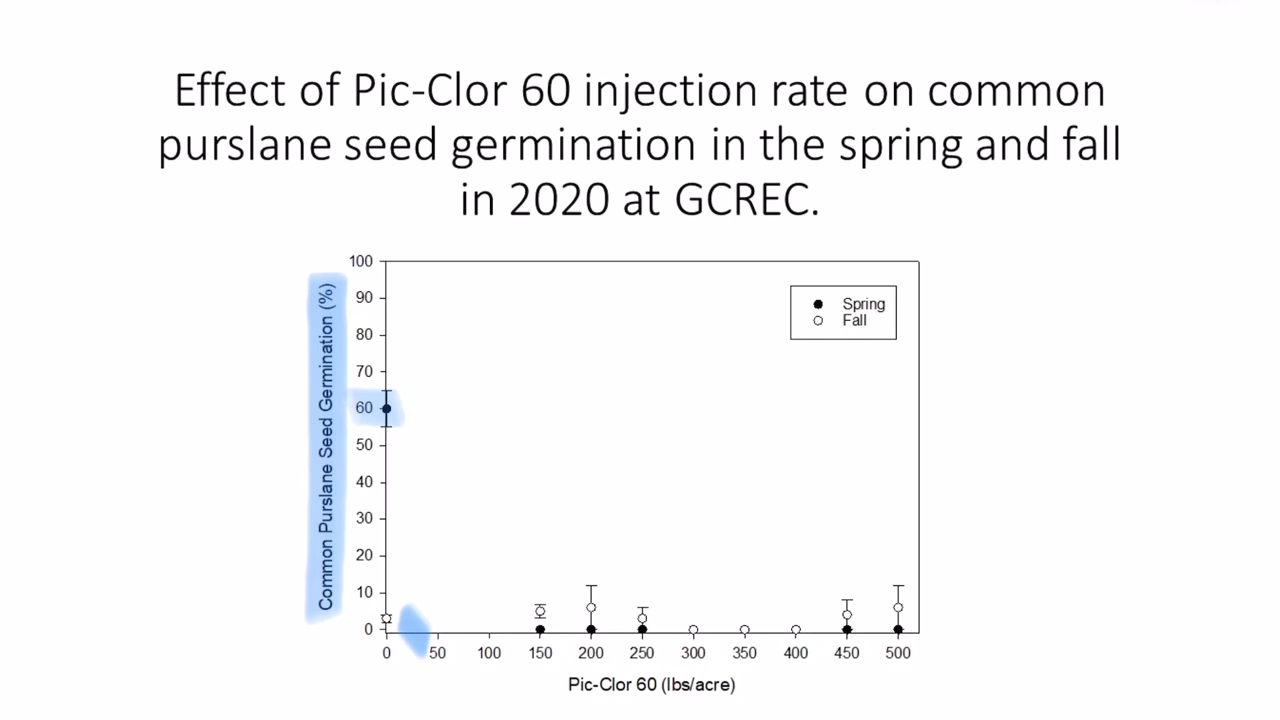 Effect of Pic-Clor 60 injection rate on common
purslane seed germination in the spring and fall
in 2020 at GCREC.
Common Purslane Seed Germination (%)
100
90
80
70
60
50
40
30
20
10
0
Spring
Fall
0 50 100 150 200 250 300 350 400 450 500
Pic-Clor 60 (lbs/acre)